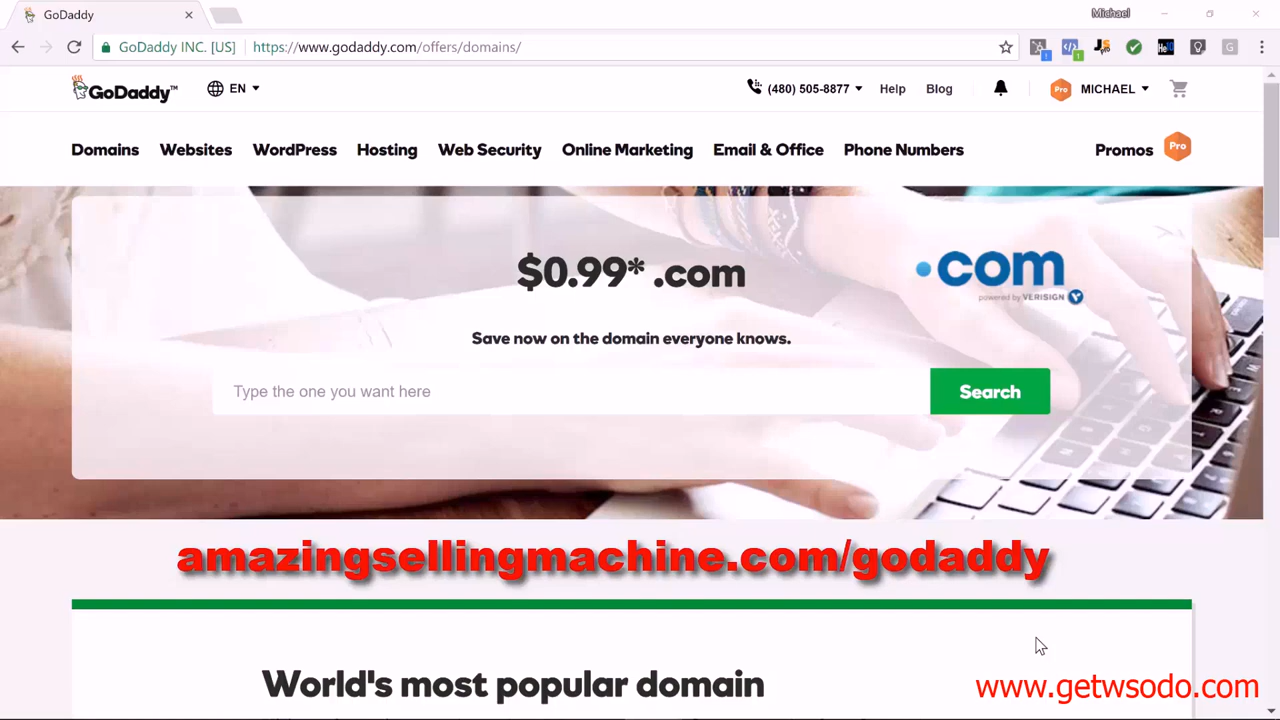 GoDaddy
Michael
GoDaddy INC. [US]
https://www.godaddy.com/offers/domains/
GoDaddy™
EN
(480) 505-8877
Help
Blog
Pro
MICHAEL
Domains
Websites
WordPress
Hosting
Web Security
Online Marketing
Email & Office
Phone Numbers
Promos
Pro
$0.99* .com
.com
powered by VERISIGN
Save now on the domain everyone knows.
Type the one you want here
Search
amazingsellingmachine.com/godaddy
World's most popular domain
www.getwsodo.com